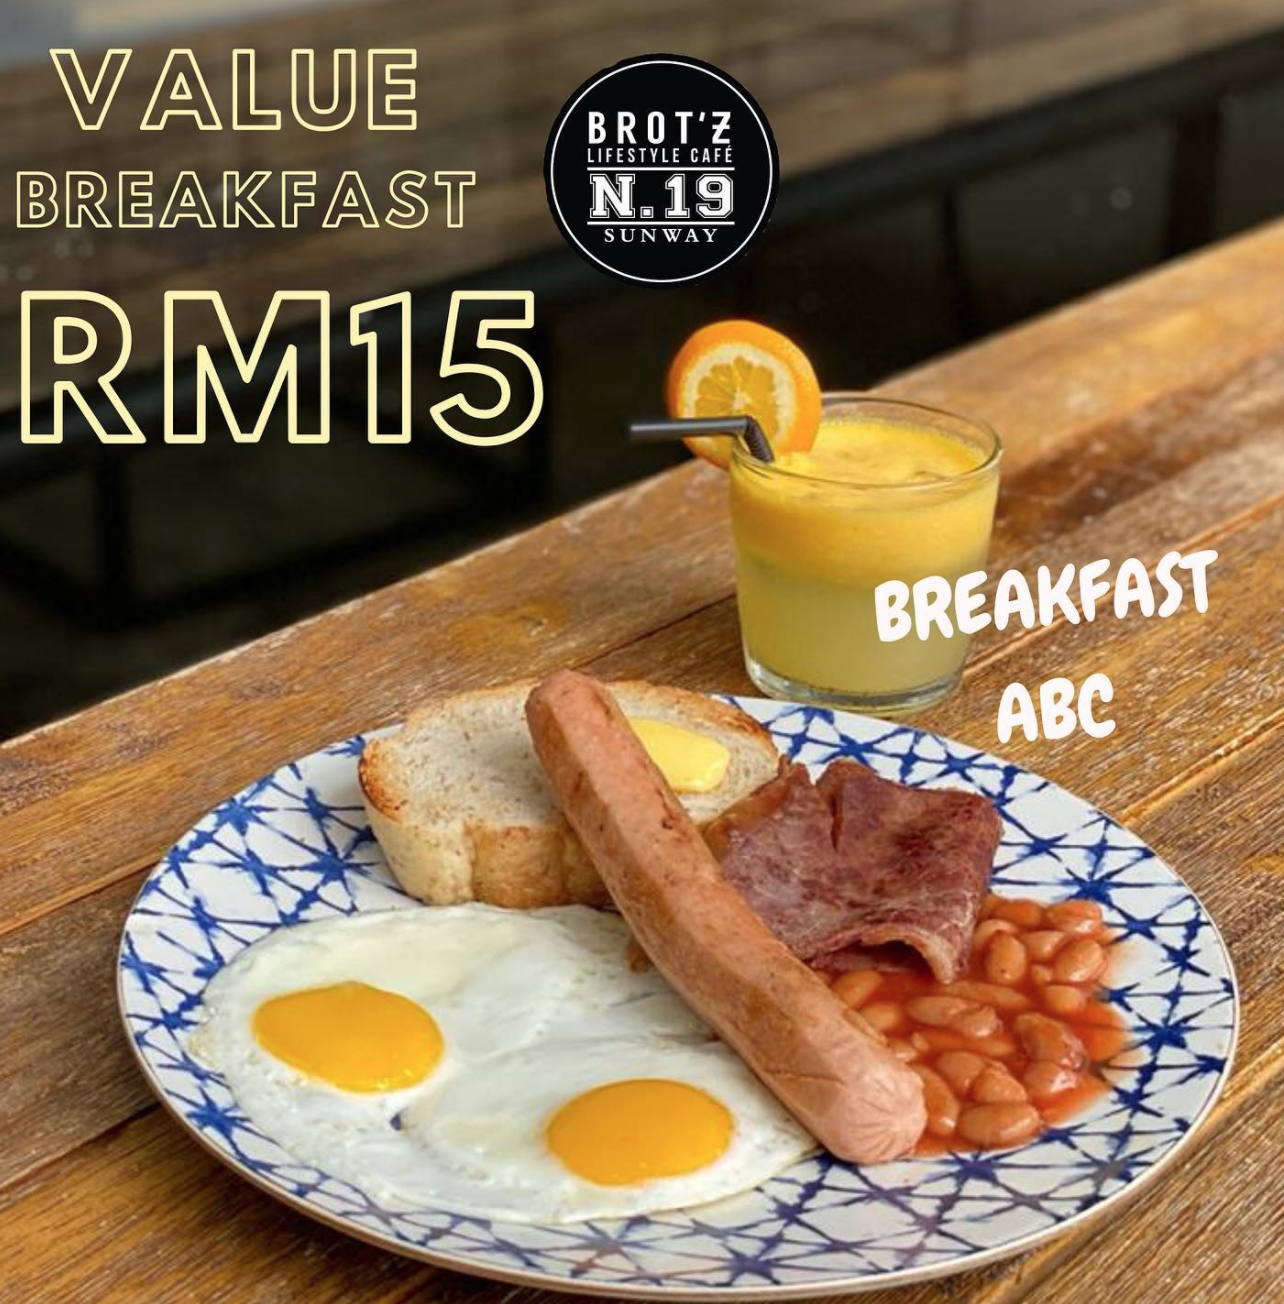 VALUE
BREAKFAST
RM15
BROT'Z
LIFESTYLE CAFÉ
N.19
SUNWAY
BREAKFAST
ABC